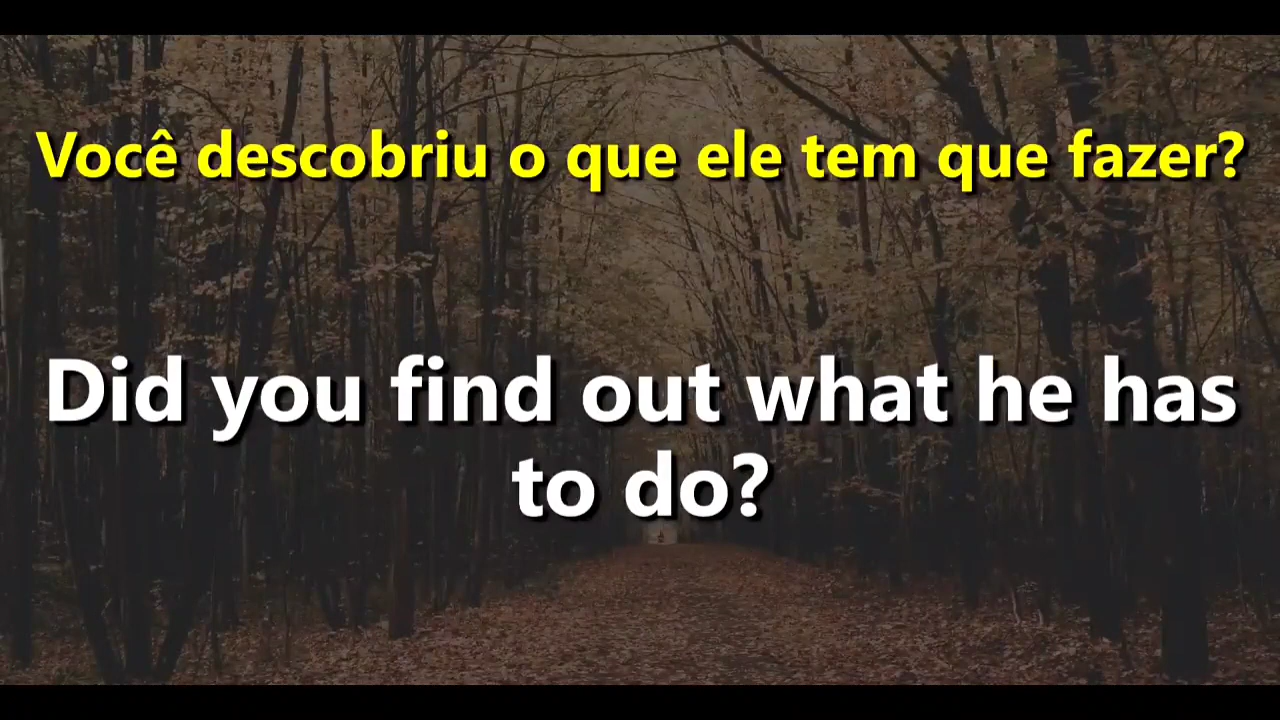 Você descobriu o que ele tem que fazer?
Did you find out what he has
to do?